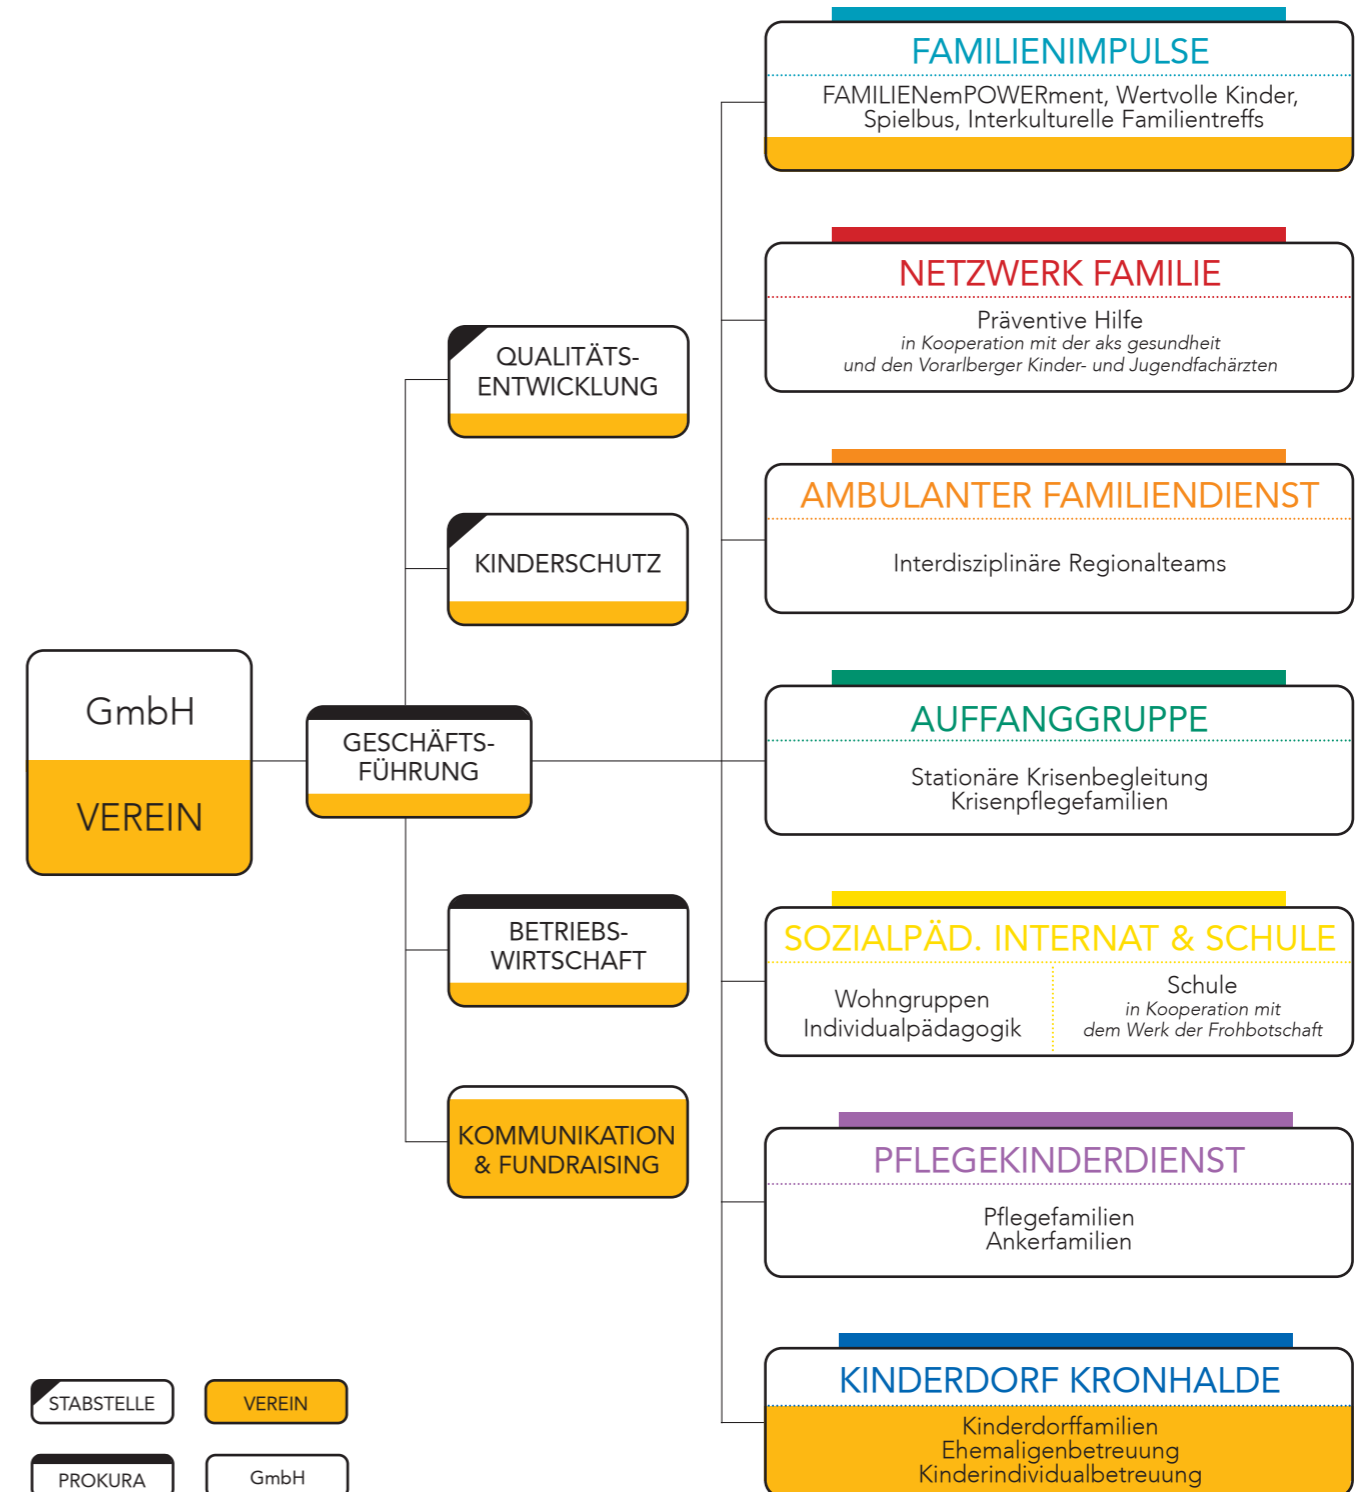 GmbH
VEREIN
GESCHÄFTS-
FÜHRUNG
QUALITÄTS-
ENTWICKLUNG
KINDERSCHUTZ
BETRIEBS-
WIRTSCHAFT
KOMMUNIKATION
& FUNDRAISING
FAMILIENIMPULSE
FAMILIENemPOWERment, Wertvolle Kinder,
Spielbus, Interkulturelle Familientreffs
NETZWERK FAMILIE
Präventive Hilfe
in Kooperation mit der aks gesundheit
und den Vorarlberger Kinder- und Jugendfachärzten
AMBULANTER FAMILIENDIENST
Interdisziplinäre Regionalteams
AUFFANGGRUPPE
Stationäre Krisenbegleitung
Krisenpflegefamilien
SOZIALPÄD. INTERNAT & SCHULE
Wohngruppen
Individualpädagogik
Schule
in Kooperation mit
dem Werk der Frohbotschaft
PFLEGEKINDERDIENST
Pflegefamilien
Ankerfamilien
KINDERDORF KRONHALDE
Kinderdorffamilien
Ehemaligenbetreuung
Kinderindividualbetreuung
STABSTELLE
VEREIN
PROKURA
GmbH